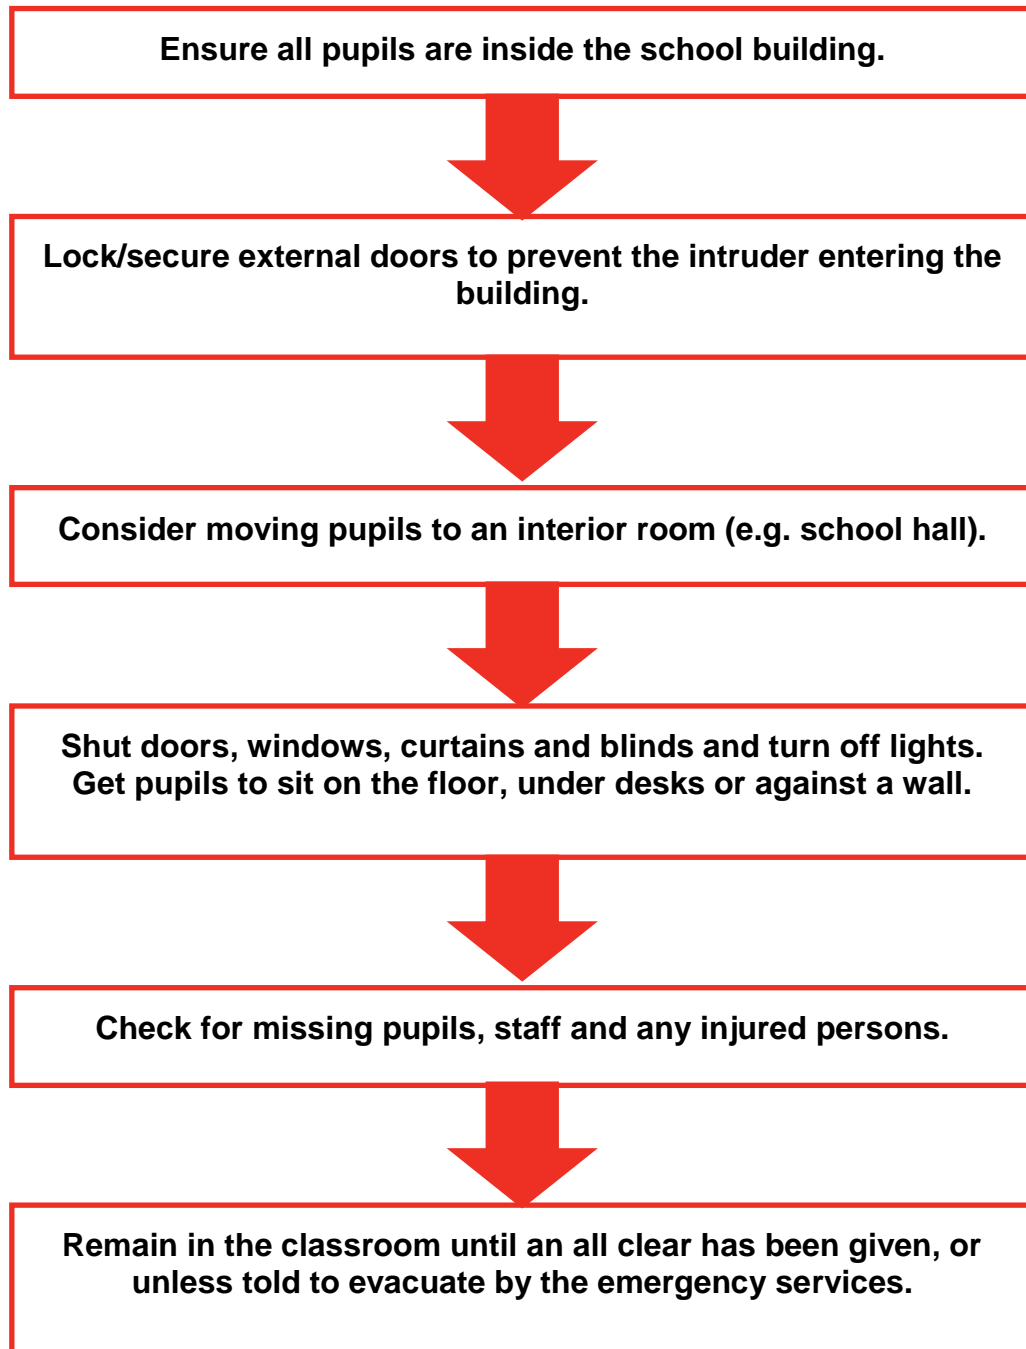 Ensure all pupils are inside the school building.
Lock/secure external doors to prevent the intruder entering the
building.
Consider moving pupils to an interior room (e.g. school hall).
Shut doors, windows, curtains and blinds and turn off lights.
Get pupils to sit on the floor, under desks or against a wall.
Check for missing pupils, staff and any injured persons.
Remain in the classroom until an all clear has been given, or
unless told to evacuate by the emergency services.